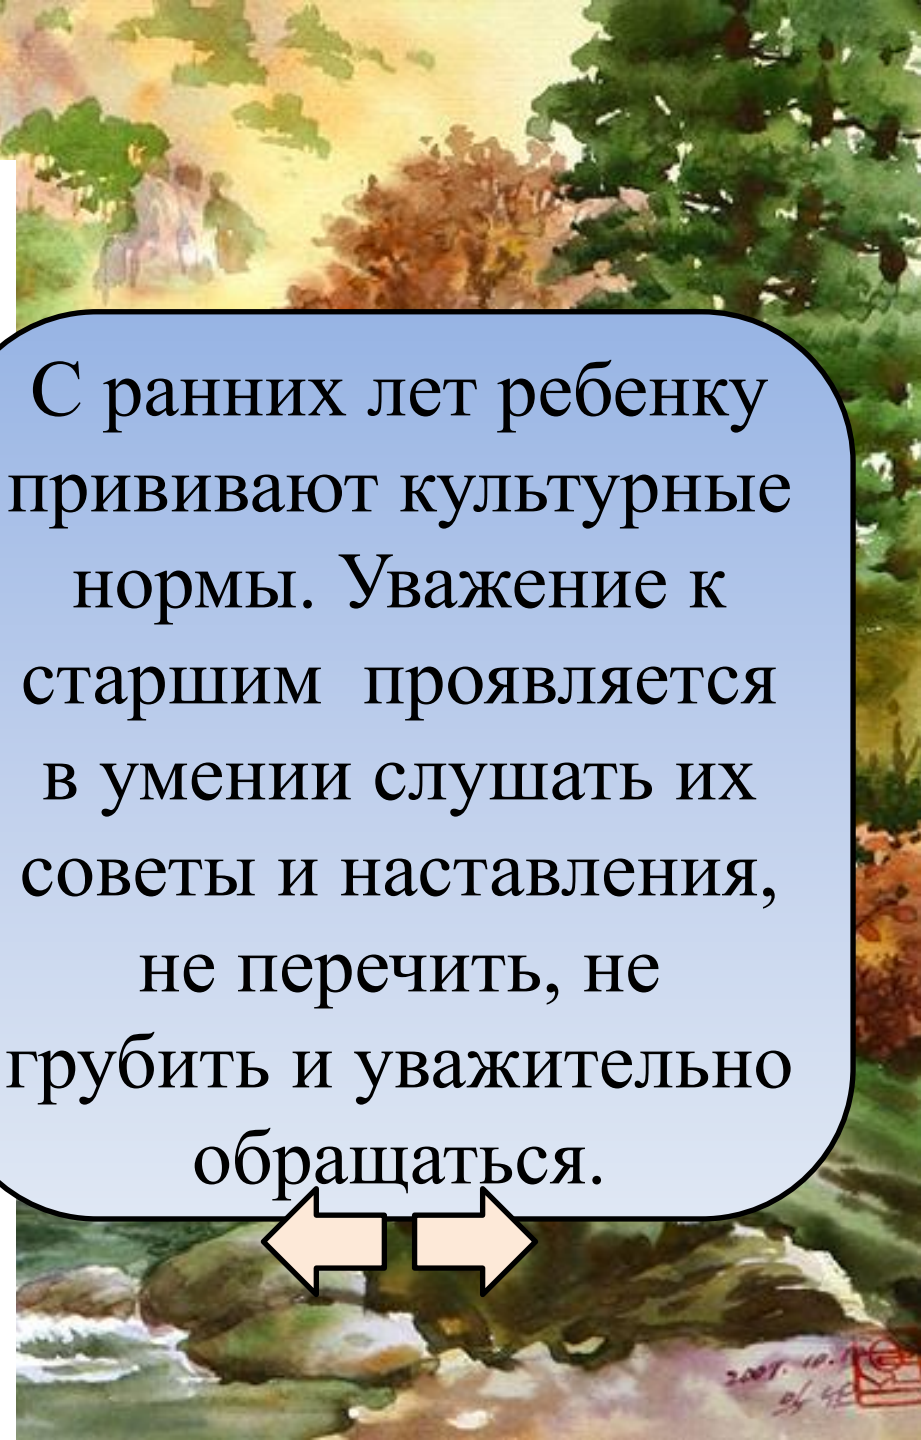 С ранних лет ребенку
прививают культурные
нормы. Уважение к
старшим  проявляется
в умении слушать их
советы и наставления,
не перечить, не
грубить и уважительно
обращаться.